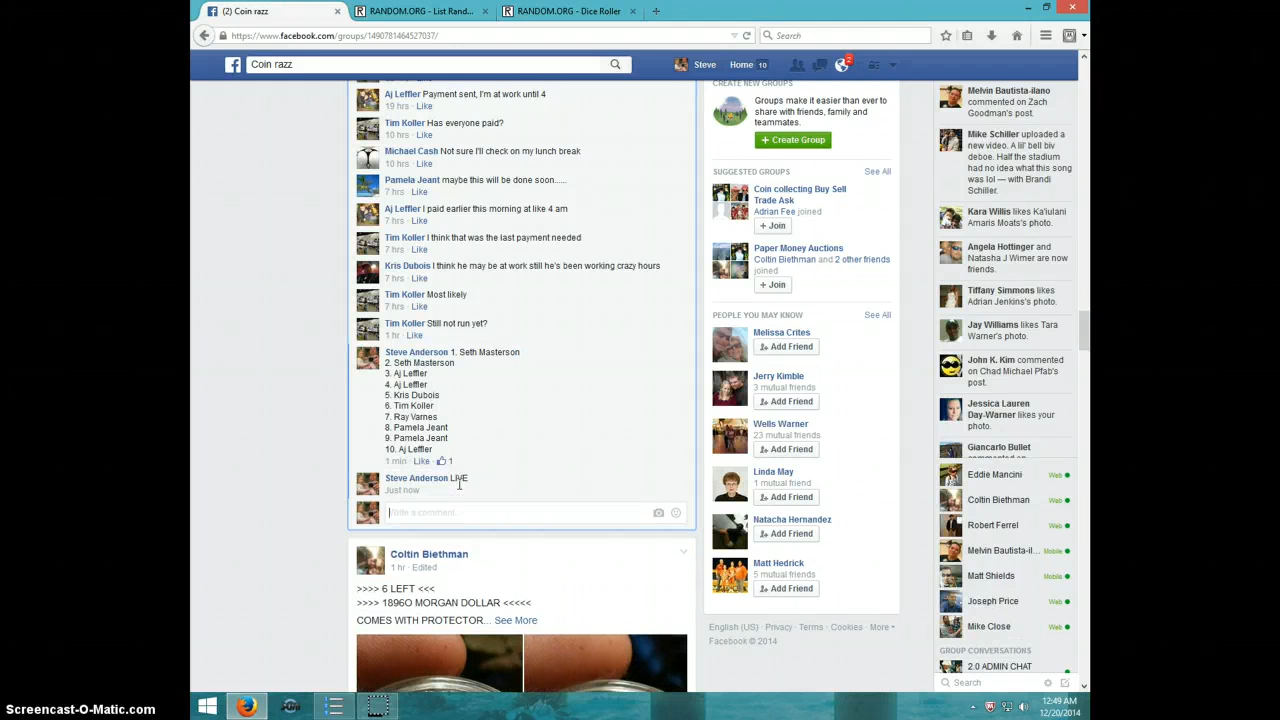 (2) Coin razz
RANDOM.ORG - List Rand...
RANDOM.ORG - Dice Roller
https://www.facebook.com/groups/1490781464527037/
Search
Coin razz
Steve
Home 10
2
Aj Leffler Payment sent, I'm at work until 4
19 hrs · Like
Tim Koller Has everyone paid?
10 hrs · Like
Michael Cash Not sure I'll check on my lunch break
10 hrs · Like
Pamela Jeant maybe this will be done soon......
7 hrs · Like
Aj Leffler I paid earlier this morning at like 4 am
7 hrs · Like
Tim Koller I think that was the last payment needed
7 hrs · Like
Kris Dubois I think he may be at work still he's been working crazy hours
7 hrs · Like
Tim Koller Most likely
7 hrs · Like
Tim Koller Still not run yet?
1 hr · Like
Steve Anderson 1. Seth Masterson
2. Seth Masterson
3. Aj Leffler
4. Aj Leffler
5. Kris Dubois
6. Tim Koller
7. Ray Varnes
8. Pamela Jeant
9. Pamela Jeant
10. Aj Leffler
1 min · Like · 1
Steve Anderson LIVE
Just now
Write a comment...
Coltin Biethman
1 hr · Edited
>>>> 6 LEFT <<<
>>>> 1896O MORGAN DOLLAR <<<<<
COMES WITH PROTECTOR... See More
CREATE NEW GROUPS
Groups make it easier than ever to
share with friends, family and
teammates.
+ Create Group
SUGGESTED GROUPS See All
Coin collecting Buy Sell
Trade Ask
Adrian Fee joined
+ Join
Paper Money Auctions
Coltin Biethman and 2 other friends
joined
+ Join
PEOPLE YOU MAY KNOW See All
Melissa Crites
Add Friend
Jerry Kimble
3 mutual friends
Add Friend
Wells Warner
23 mutual friends
Add Friend
Linda May
1 mutual friend
Add Friend
Natacha Hernandez
Add Friend
Matt Hedrick
5 mutual friends
Add Friend
English (US) · Privacy · Terms · Cookies · More
Facebook © 2014
Melvin Bautista-ilano
commented on Zach
Goodman's post.
Mike Schiller uploaded a
new video. A lil' bell biv
deboe. Half the stadium
had no idea what this song
was lol — with Brandi
Schiller.
Kara Willis likes Ka'iulani
Amaris Moats's photo.
Angela Hottinger and
Natasha J Wimer are now
friends.
Tiffany Simmons likes
Adrian Jenkins's photo.
Jay Williams likes Tara
Warner's photo.
John K. Kim commented
on Chad Michael Pfab's
post.
Jessica Lauren
Day-Warner likes your
photo.
Giancarlo Bullet
commented on
Eddie Mancini Web
Coltin Biethman Web
Robert Ferrel Web
Melvin Bautista-il... Mobile
Matt Shields Mobile
Joseph Price Web
Mike Close Web
GROUP CONVERSATIONS
2.0 ADMIN CHAT
Search
12:49 AM
12/20/2014
Screencast-O-Matic.com